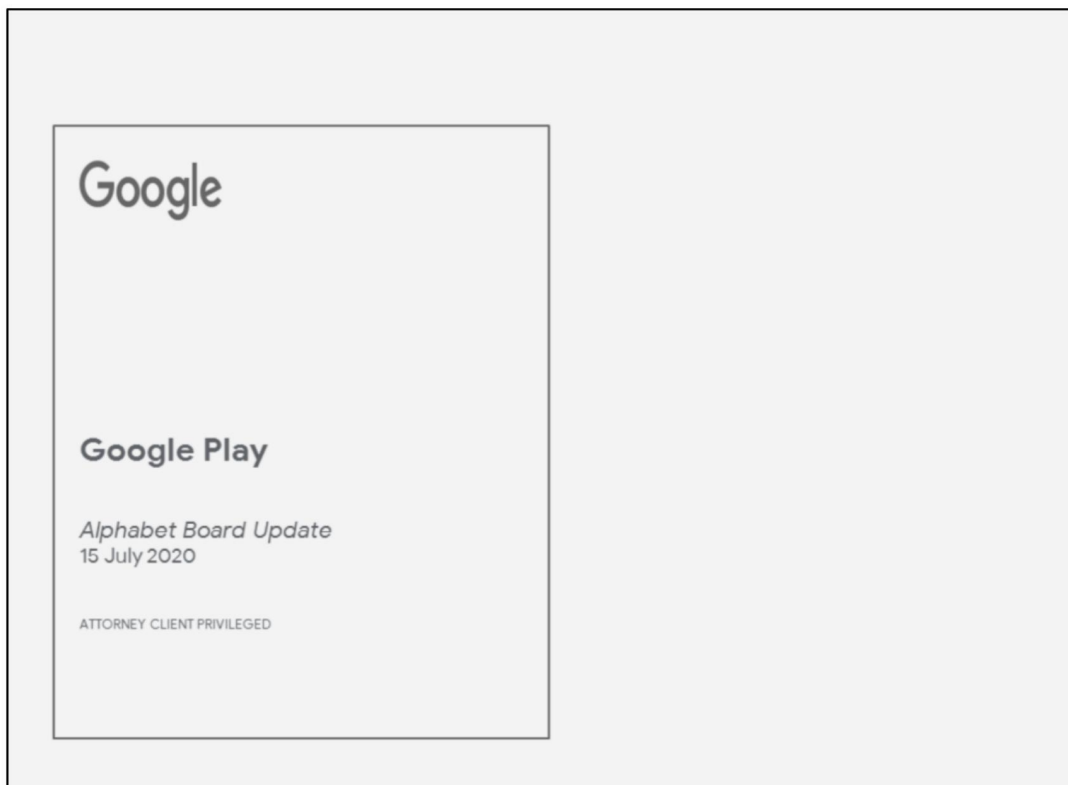 Google
Google Play
Alphabet Board Update
15 July 2020
ATTORNEY CLIENT PRIVILEGED